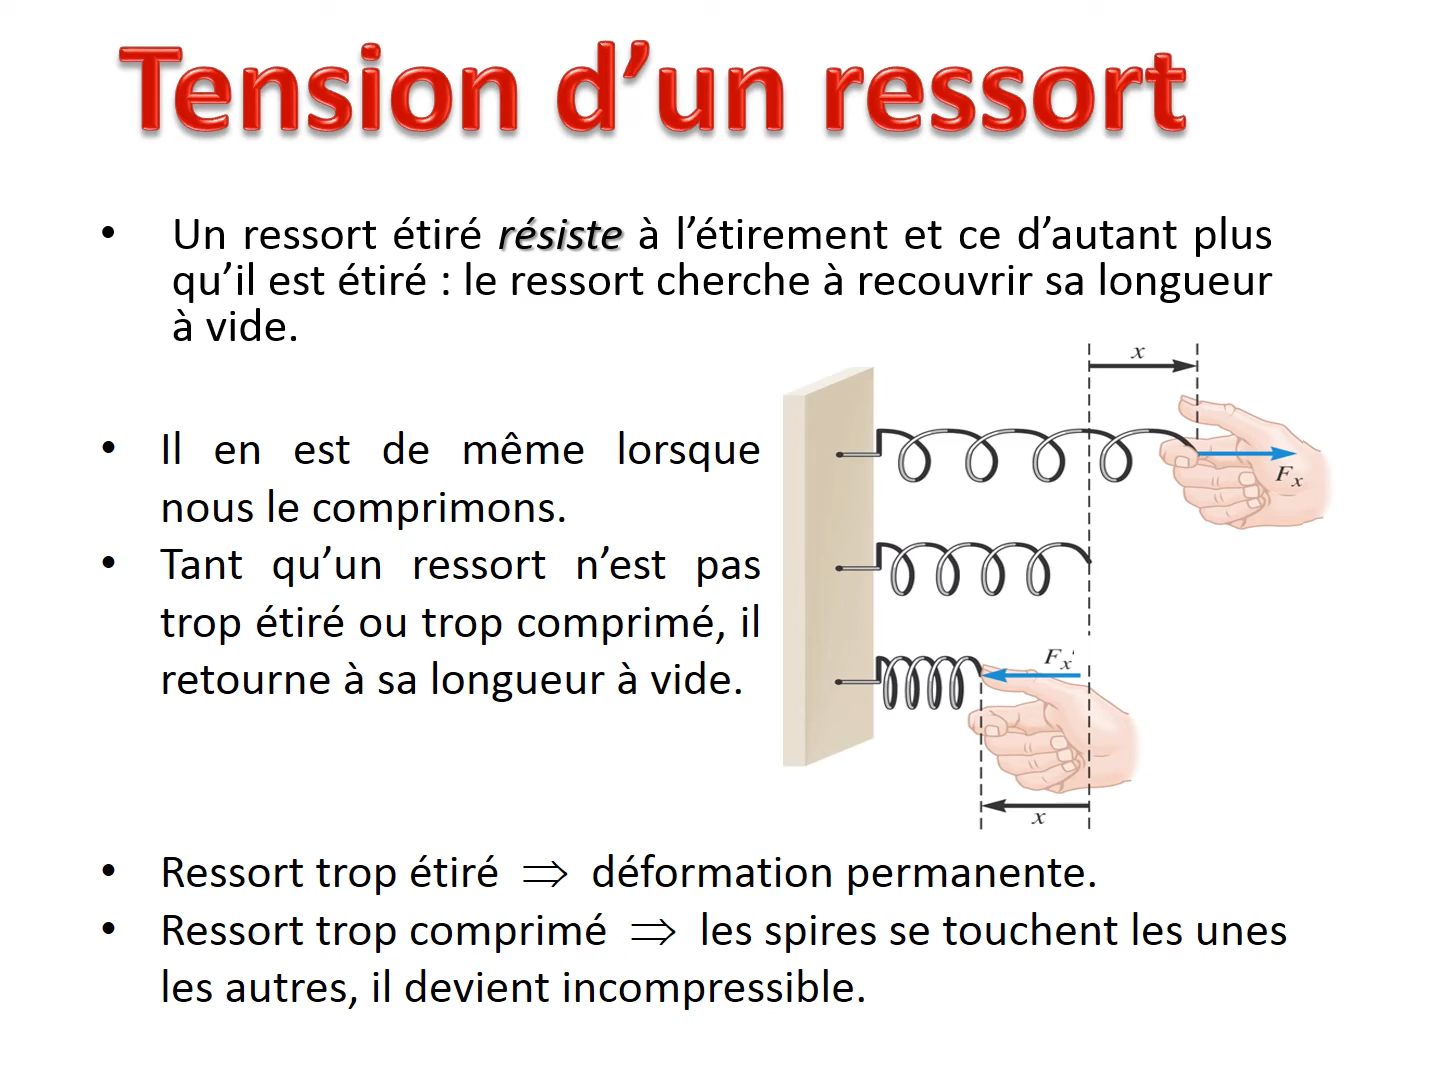 Tension d’un ressort
• Un ressort étiré résiste à l’étirement et ce d’autant plus
qu’il est étiré : le ressort cherche à recouvrir sa longueur
à vide.
x
• Il en est de même lorsque
nous le comprimons.
Fx
• Tant qu’un ressort n’est pas
trop étiré ou trop comprimé, il
retourne à sa longueur à vide.
Fx'
x
• Ressort trop étiré ⇒ déformation permanente.
• Ressort trop comprimé ⇒ les spires se touchent les unes
les autres, il devient incompressible.